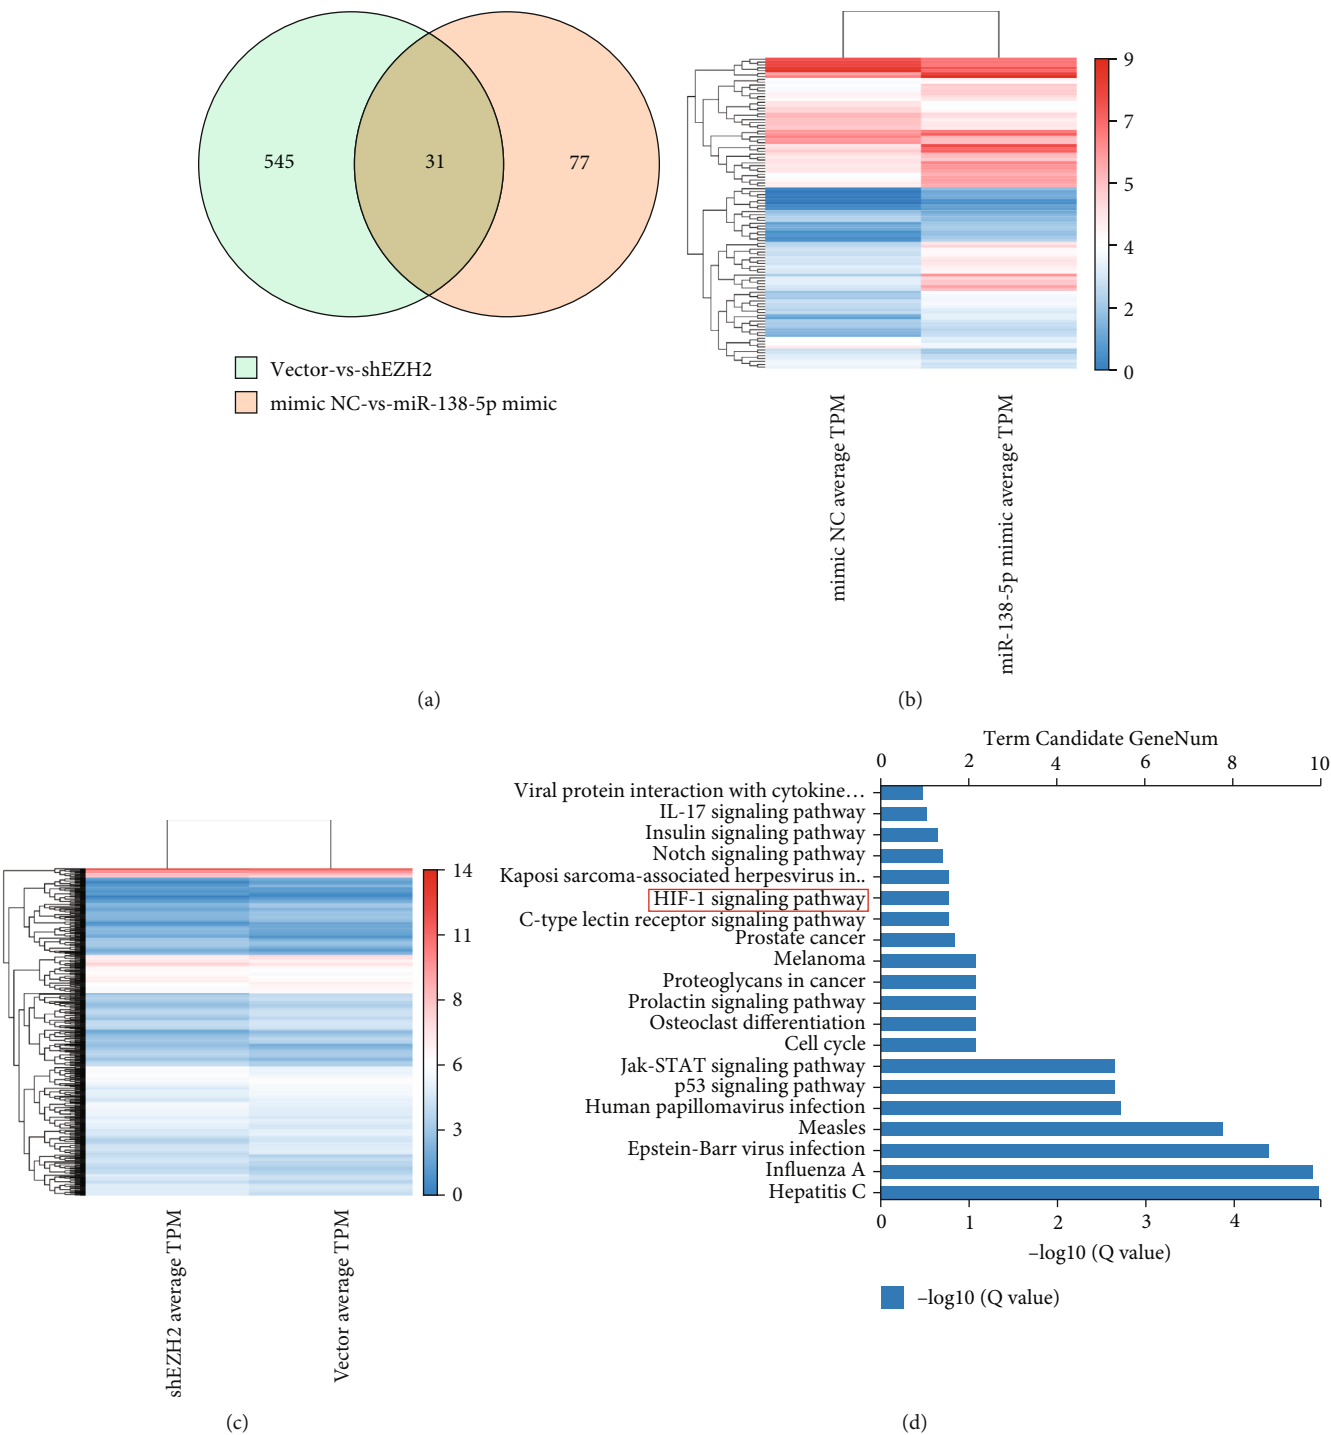 545
31
77
Vector-vs-shEZH2
mimic NC-vs-miR-138-5p mimic
(a)
9
7
5
4
2
0
mimic NC average TPM
miR-138-5p mimic average TPM
(b)
14
11
8
6
3
0
shEZH2 average TPM
Vector average TPM
(c)
Term Candidate GeneNum
0 2 4 6 8 10
Viral protein interaction with cytokine…
IL-17 signaling pathway
Insulin signaling pathway
Notch signaling pathway
Kaposi sarcoma-associated herpesvirus in..
HIF-1 signaling pathway
C-type lectin receptor signaling pathway
Prostate cancer
Melanoma
Proteoglycans in cancer
Prolactin signaling pathway
Osteoclast differentiation
Cell cycle
Jak-STAT signaling pathway
p53 signaling pathway
Human papillomavirus infection
Measles
Epstein-Barr virus infection
Influenza A
Hepatitis C
0 1 2 3 4
–log10 (Q value)
–log10 (Q value)
(d)